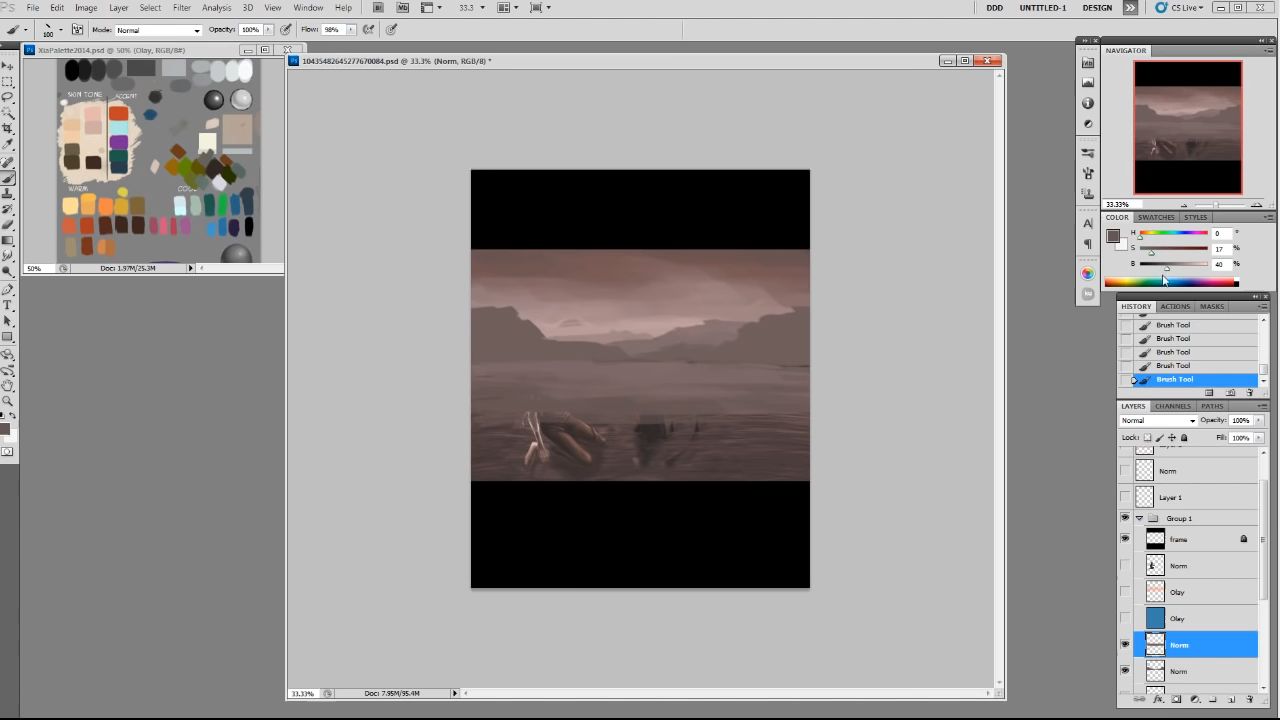 File Edit Image Layer Select Filter Analysis 3D View Window Help 33.3 DDD UNTITLED-1 DESIGN CS Live
100 Mode: Normal Opacity: 100% Flow: 98%
XiaPalette2014.psd @ 50% (Olay, RGB/8#)
SKIN TONE ACCENT
WARM
50% Doc: 1.97M/25.3M
10435482645277670084.psd @ 33.3% (Norm, RGB/8) *
33.33% Doc: 7.95M/95.4M
NAVIGATOR
33.33%
COLOR SWATCHES STYLES
H 0 °
S 17 %
B 40 %
HISTORY ACTIONS MASKS
Brush Tool
Brush Tool
Brush Tool
Brush Tool
Brush Tool
LAYERS CHANNELS PATHS
Normal Opacity: 100%
Lock: Fill: 100%
Norm
Layer 1
Group 1
frame
Norm
Olay
Olay
Norm
Norm